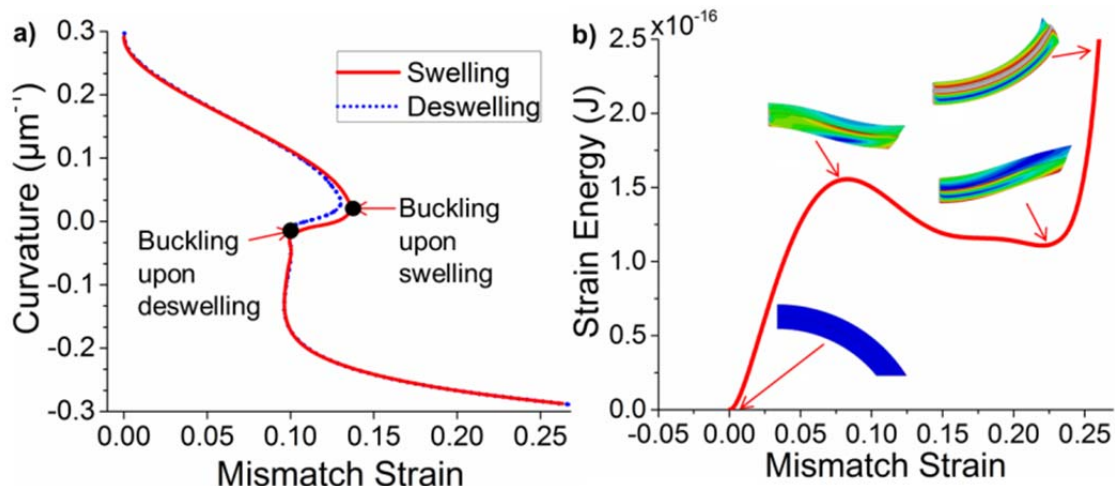 a)
Curvature (μm⁻¹)
0.3
0.2
0.1
0.0
-0.1
-0.2
-0.3
Swelling
Deswelling
Buckling
upon
swelling
Buckling
upon
deswelling
0.00 0.05 0.10 0.15 0.20 0.25
Mismatch Strain
b)
×10⁻¹⁶
Strain Energy (J)
2.5
2.0
1.5
1.0
0.5
0.0
-0.05 0.00 0.05 0.10 0.15 0.20 0.25
Mismatch Strain